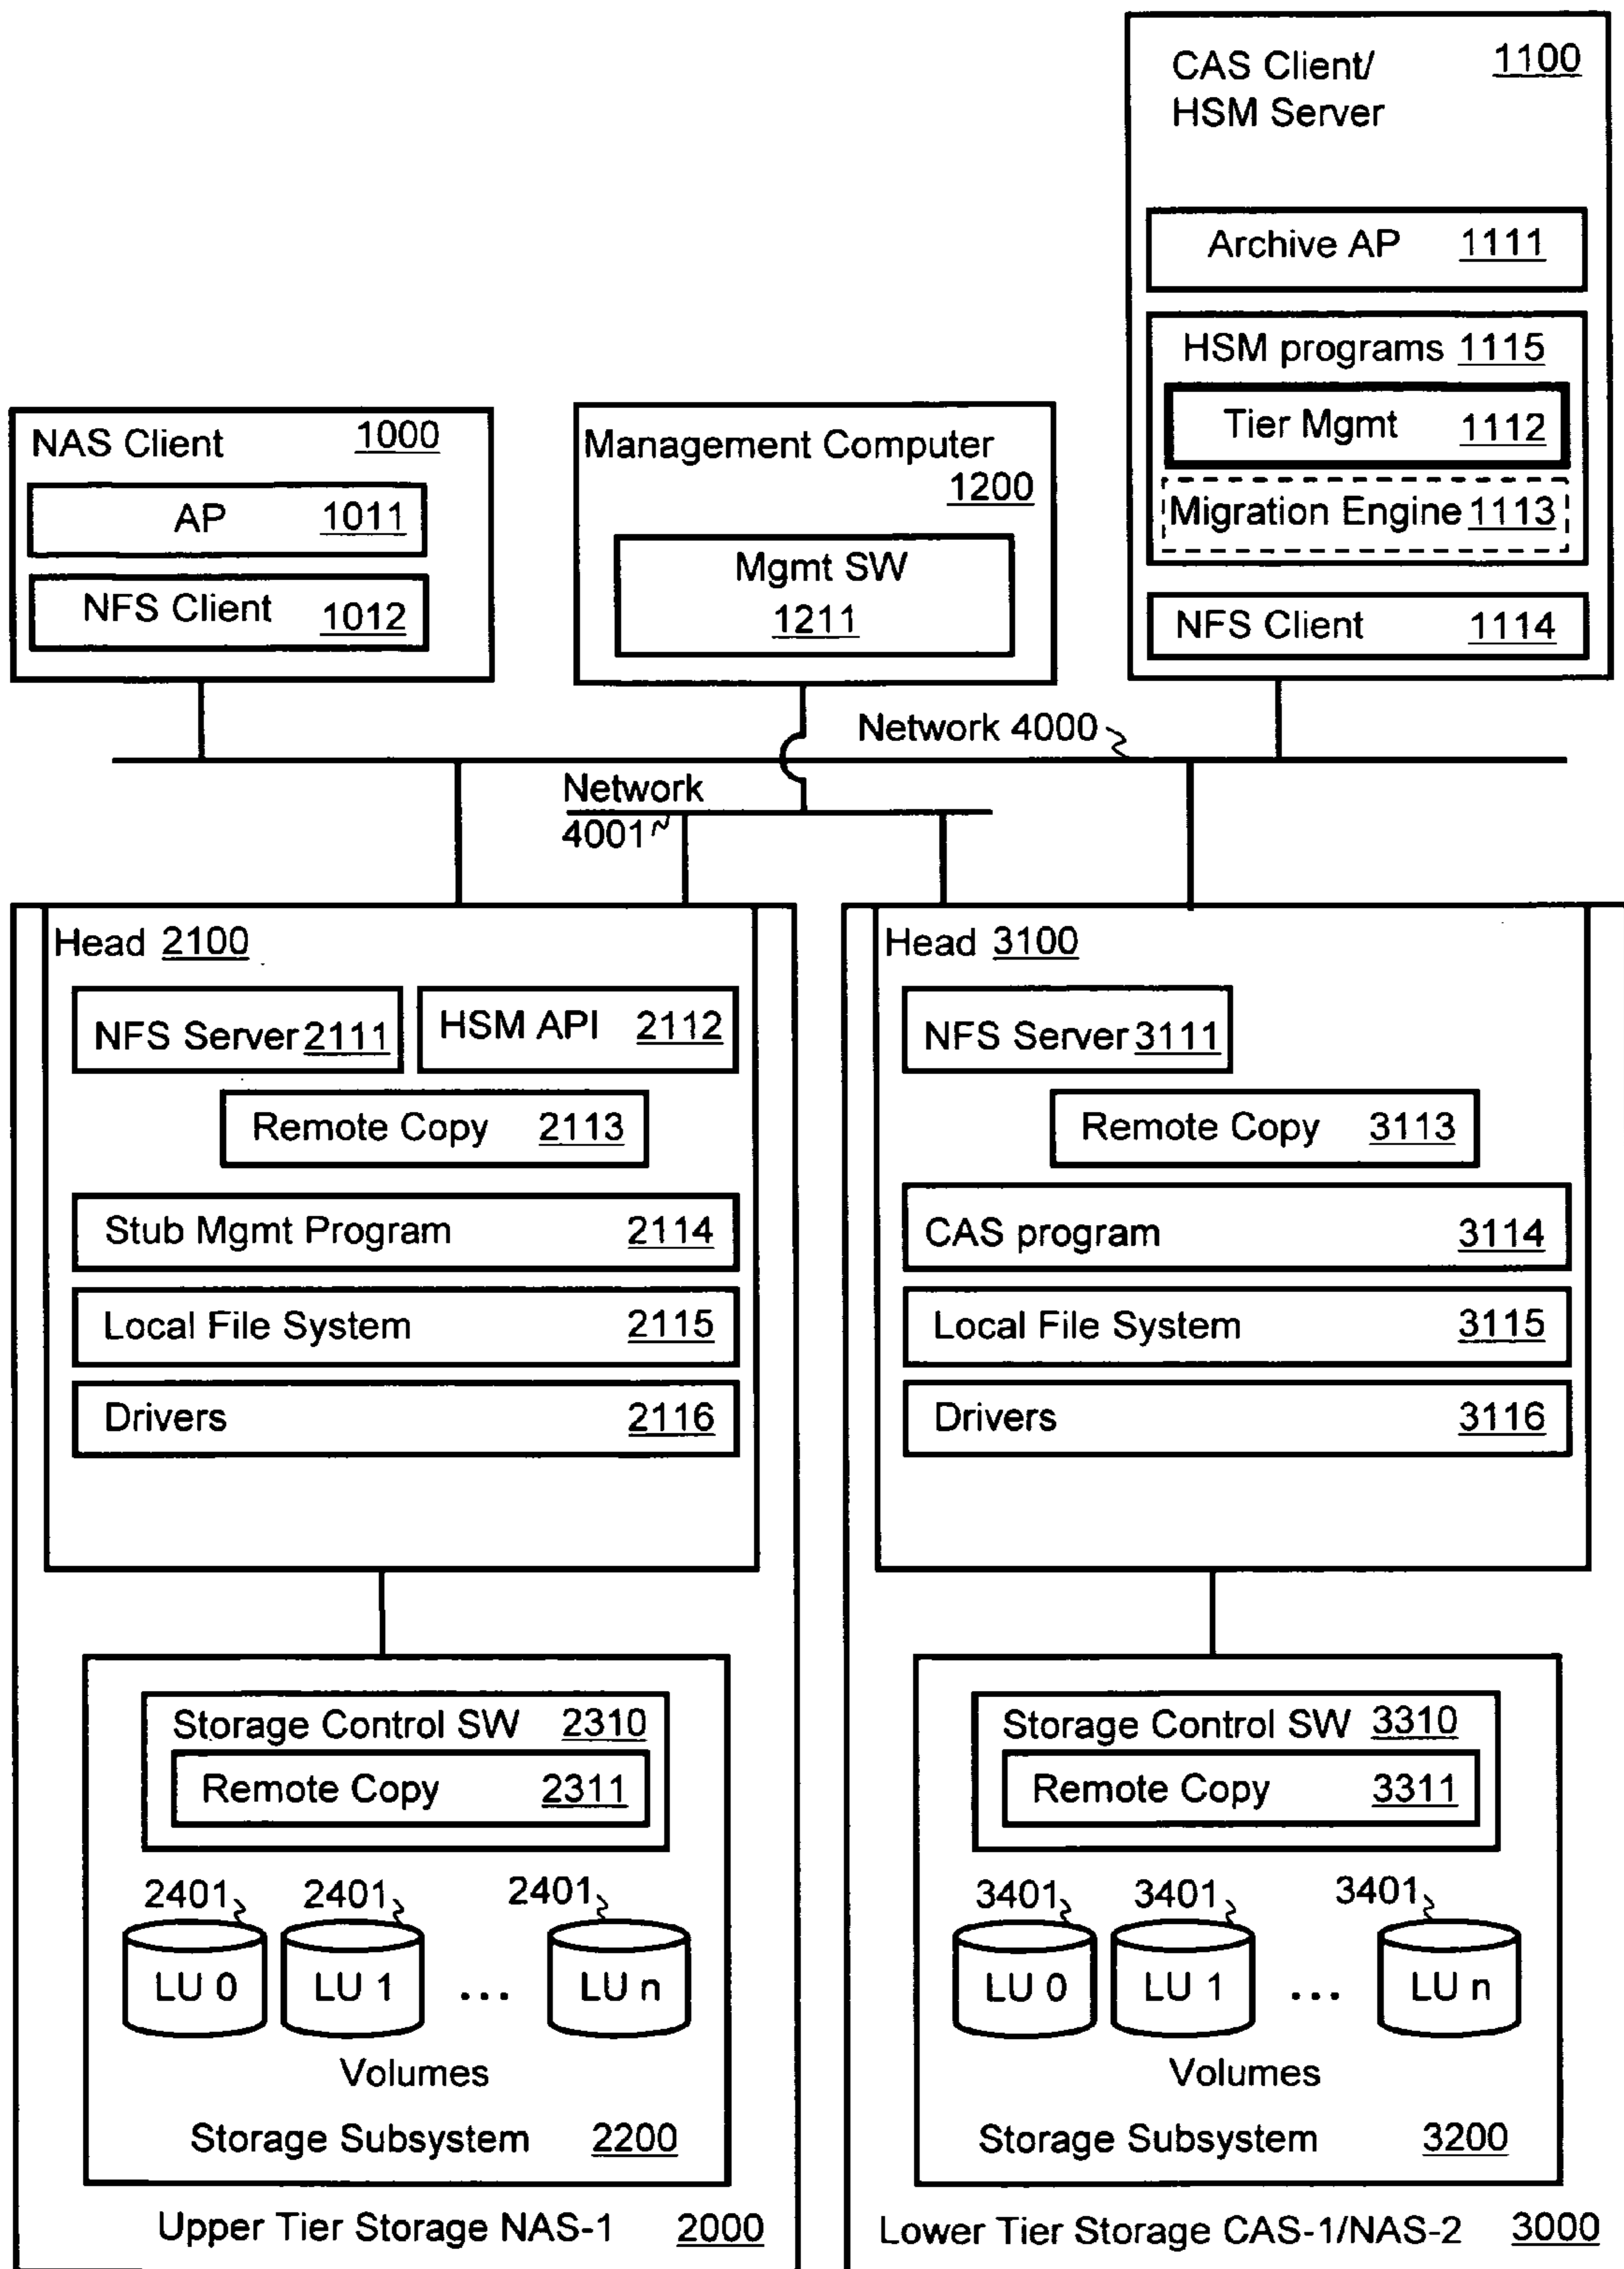 CAS Client/ 1100
HSM Server
Archive AP 1111
HSM programs 1115
Tier Mgmt 1112
Migration Engine 1113
NFS Client 1114
NAS Client 1000
AP 1011
NFS Client 1012
Management Computer
1200
Mgmt SW
1211
Network 4000
Network
4001
Head 2100
NFS Server 2111
HSM API 2112
Remote Copy 2113
Stub Mgmt Program 2114
Local File System 2115
Drivers 2116
Storage Control SW 2310
Remote Copy 2311
2401 2401 2401
LU 0 LU 1 ... LU n
Volumes
Storage Subsystem 2200
Upper Tier Storage NAS-1 2000
Head 3100
NFS Server 3111
Remote Copy 3113
CAS program 3114
Local File System 3115
Drivers 3116
Storage Control SW 3310
Remote Copy 3311
3401 3401 3401
LU 0 LU 1 ... LU n
Volumes
Storage Subsystem 3200
Lower Tier Storage CAS-1/NAS-2 3000